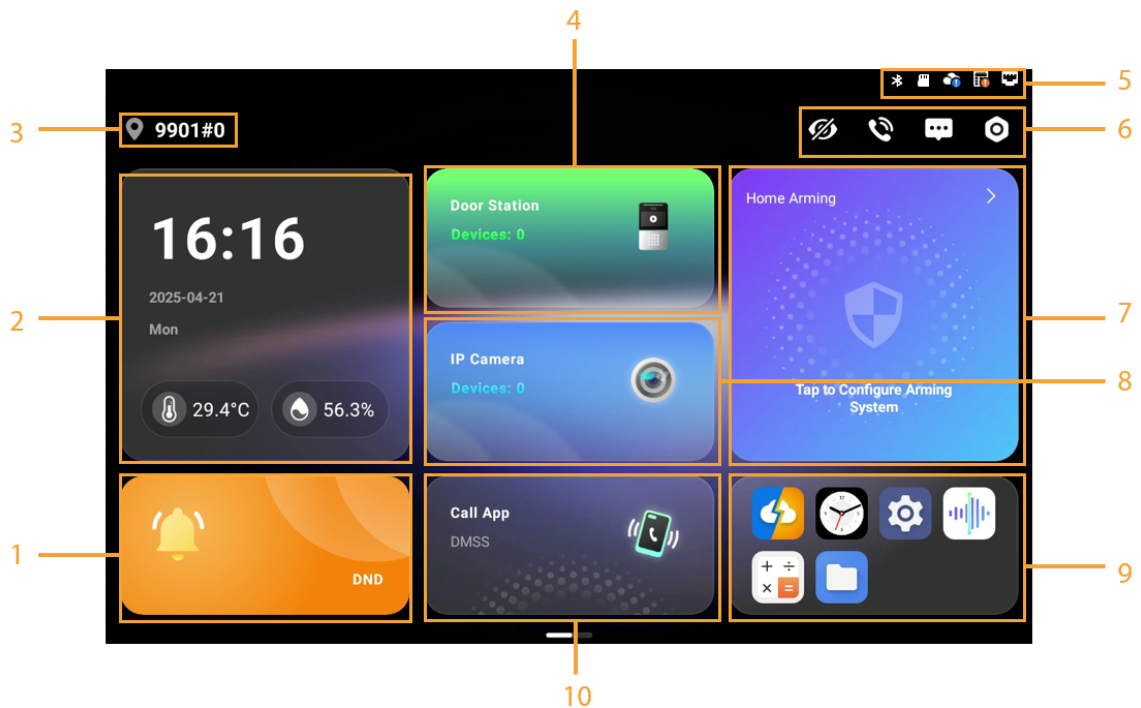 4
5
3
9901#0
6
16:16
2025-04-21
Mon
29.4°C
56.3%
2
Door Station
Devices: 0
Home Arming
Tap to Configure Arming
System
7
IP Camera
Devices: 0
8
1
DND
Call App
DMSS
9
10